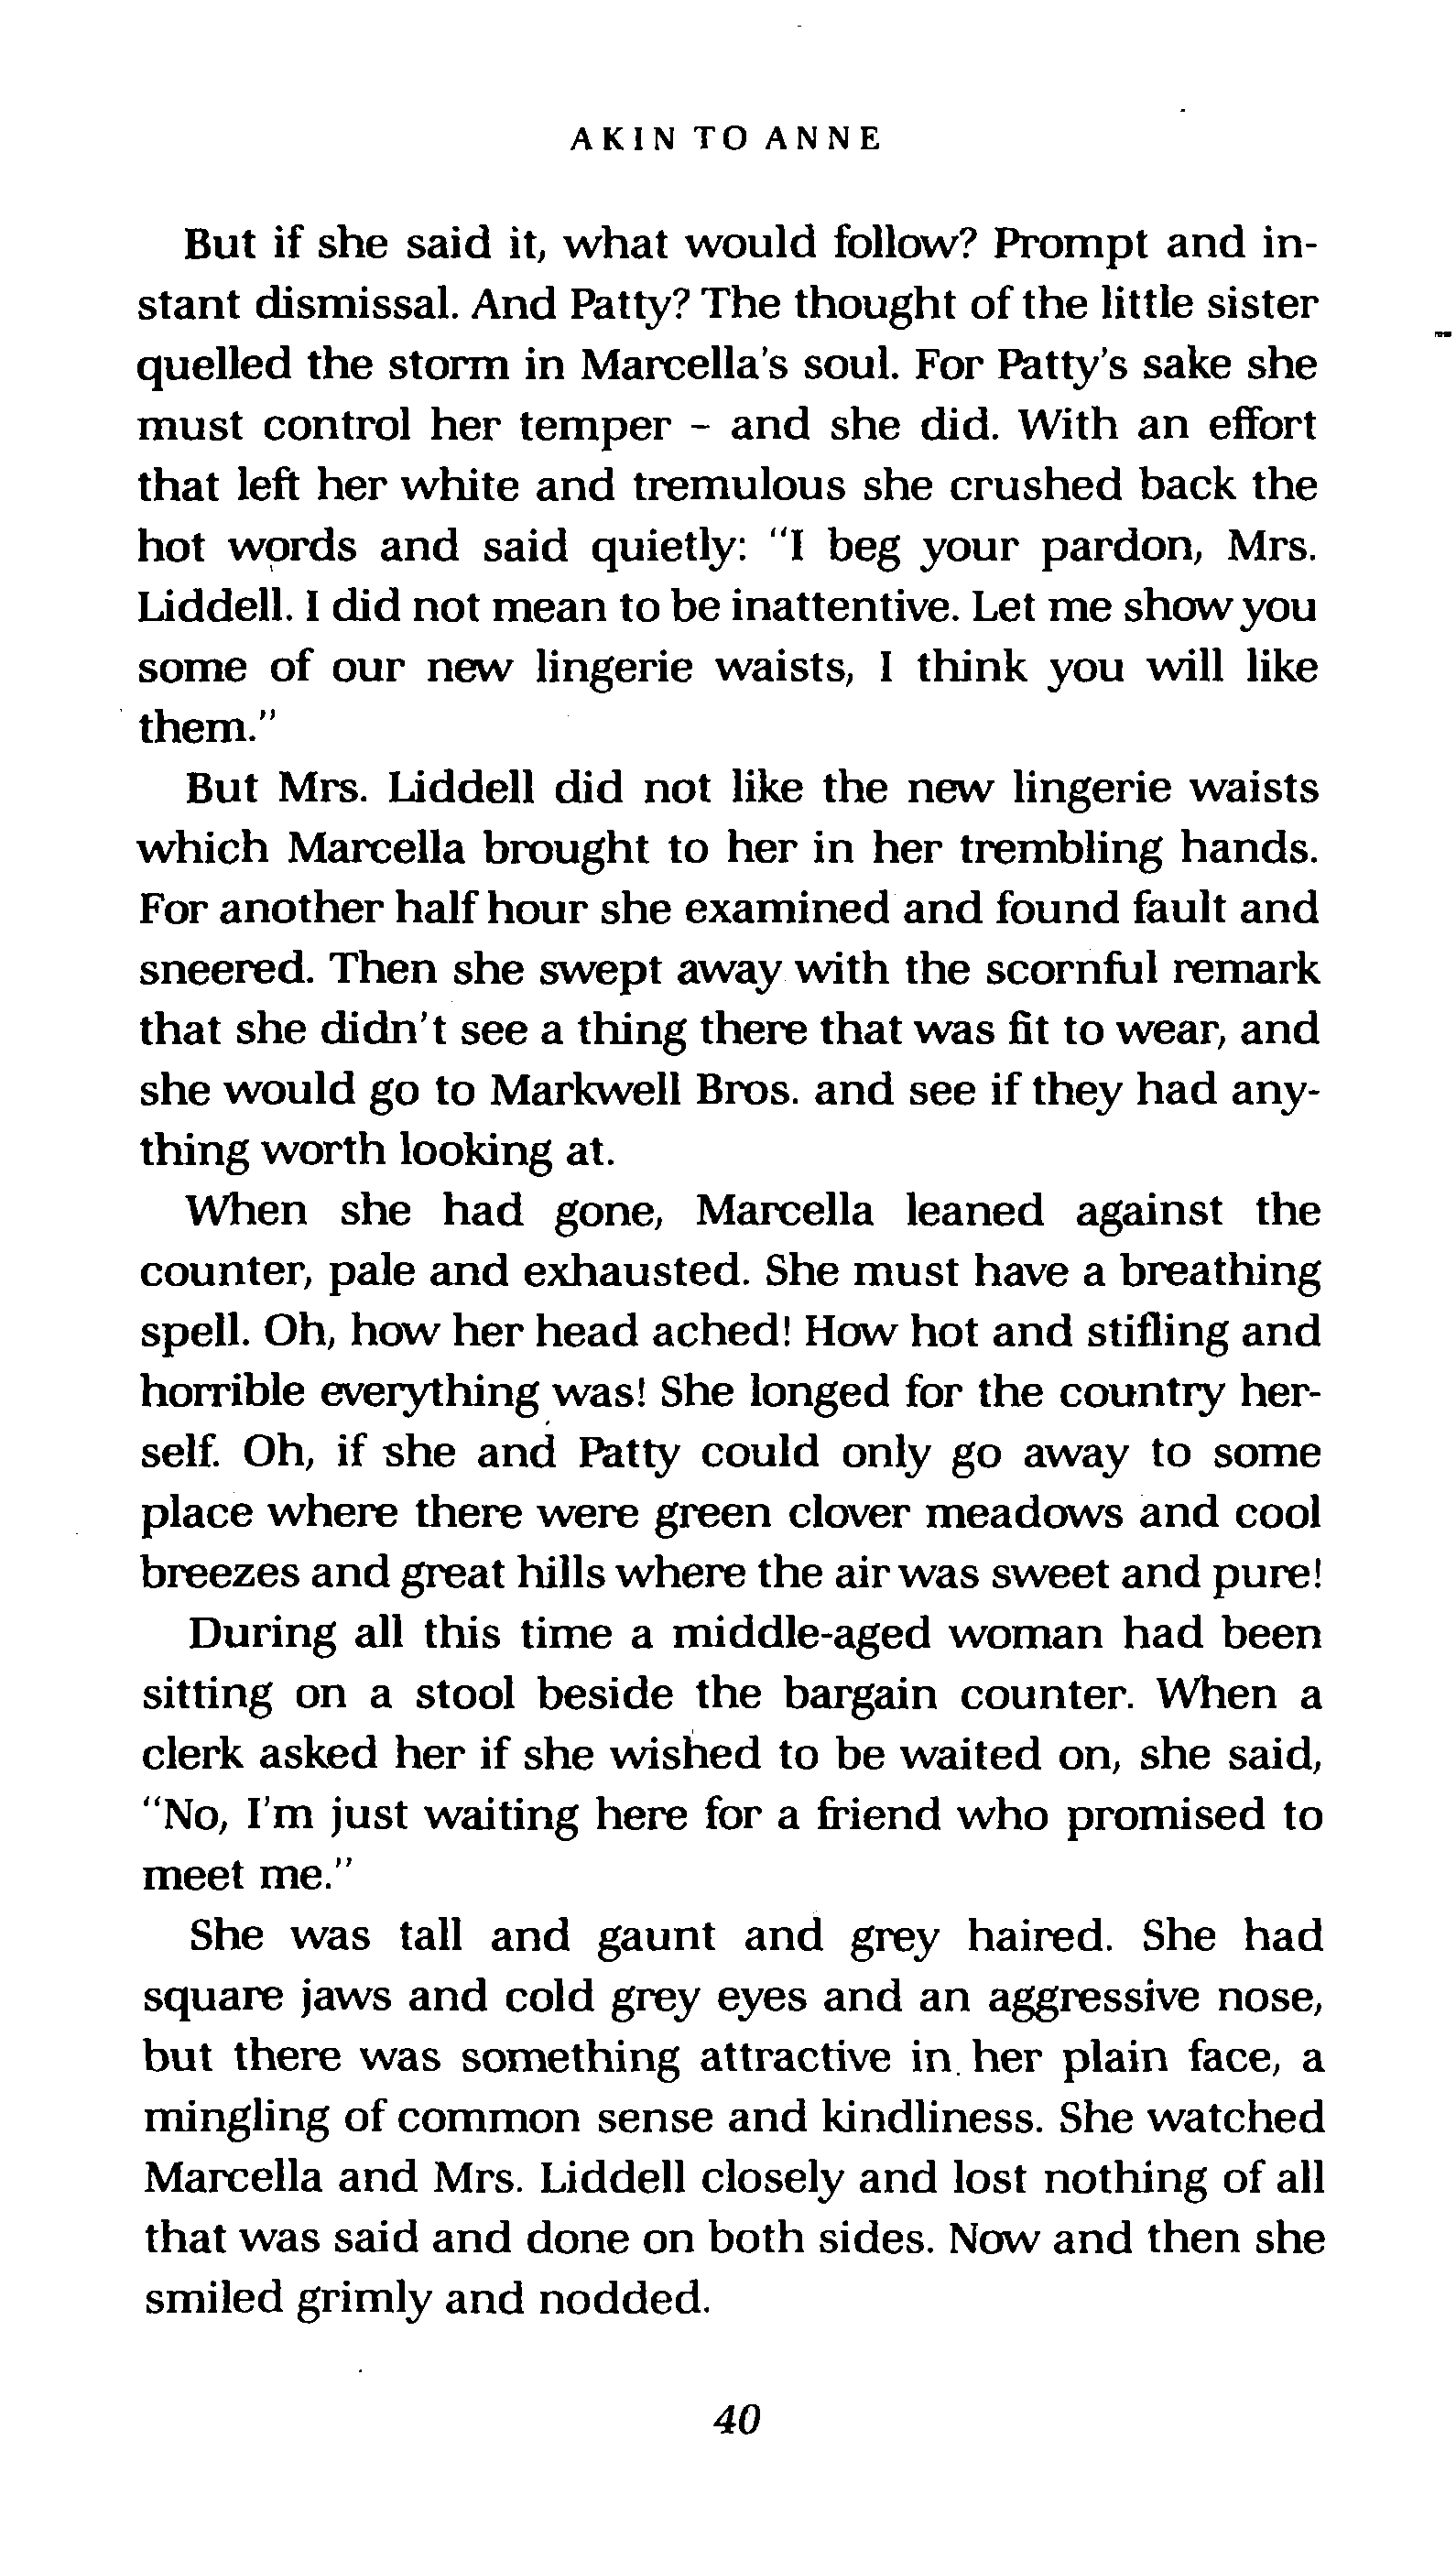 AKIN TO ANNE
But if she said it, what would follow? Prompt and in-
stant dismissal. And Patty? The thought of the little sister
quelled the storm in Marcella's soul. For Patty's sake she
must control her temper - and she did. With an effort
that left her white and tremulous she crushed back the
hot words and said quietly: "I beg your pardon, Mrs.
Liddell. I did not mean to be inattentive. Let me show you
some of our new lingerie waists, I think you will like
them."
But Mrs. Liddell did not like the new lingerie waists
which Marcella brought to her in her trembling hands.
For another half hour she examined and found fault and
sneered. Then she swept away with the scornful remark
that she didn't see a thing there that was fit to wear, and
she would go to Markwell Bros. and see if they had any-
thing worth looking at.
When she had gone, Marcella leaned against the
counter, pale and exhausted. She must have a breathing
spell. Oh, how her head ached! How hot and stifling and
horrible everything was! She longed for the country her-
self. Oh, if she and Patty could only go away to some
place where there were green clover meadows and cool
breezes and great hills where the air was sweet and pure!
During all this time a middle-aged woman had been
sitting on a stool beside the bargain counter. When a
clerk asked her if she wished to be waited on, she said,
"No, I'm just waiting here for a friend who promised to
meet me."
She was tall and gaunt and grey haired. She had
square jaws and cold grey eyes and an aggressive nose,
but there was something attractive in her plain face, a
mingling of common sense and kindliness. She watched
Marcella and Mrs. Liddell closely and lost nothing of all
that was said and done on both sides. Now and then she
smiled grimly and nodded.
40